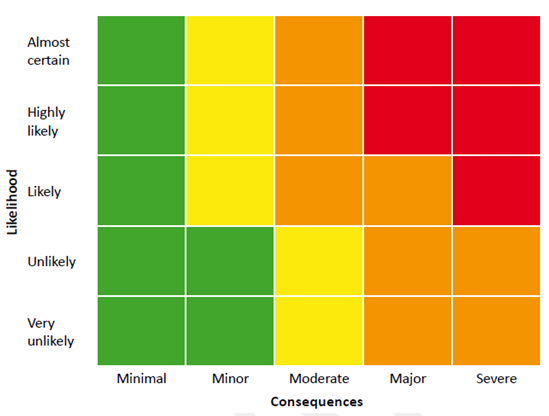 Almost
certain
Highly
likely
Likely
Unlikely
Very
unlikely
Likelihood
Minimal
Minor
Moderate
Major
Severe
Consequences